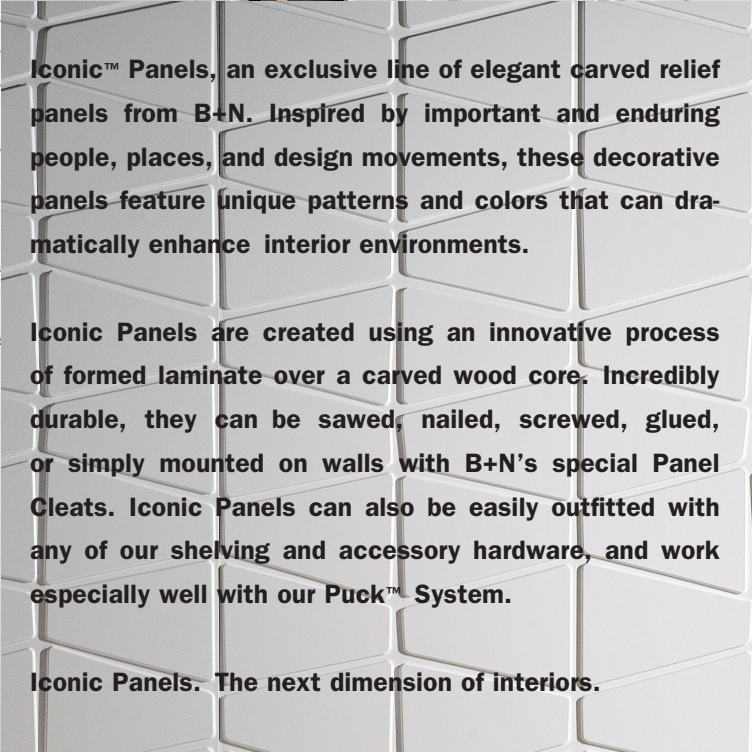 Iconic™ Panels, an exclusive line of elegant carved relief
panels from B+N. Inspired by important and enduring
people, places, and design movements, these decorative
panels feature unique patterns and colors that can dra-
matically enhance interior environments.
Iconic Panels are created using an innovative process
of formed laminate over a carved wood core. Incredibly
durable, they can be sawed, nailed, screwed, glued,
or simply mounted on walls with B+N’s special Panel
Cleats. Iconic Panels can also be easily outfitted with
any of our shelving and accessory hardware, and work
especially well with our Puck™ System.
Iconic Panels. The next dimension of interiors.